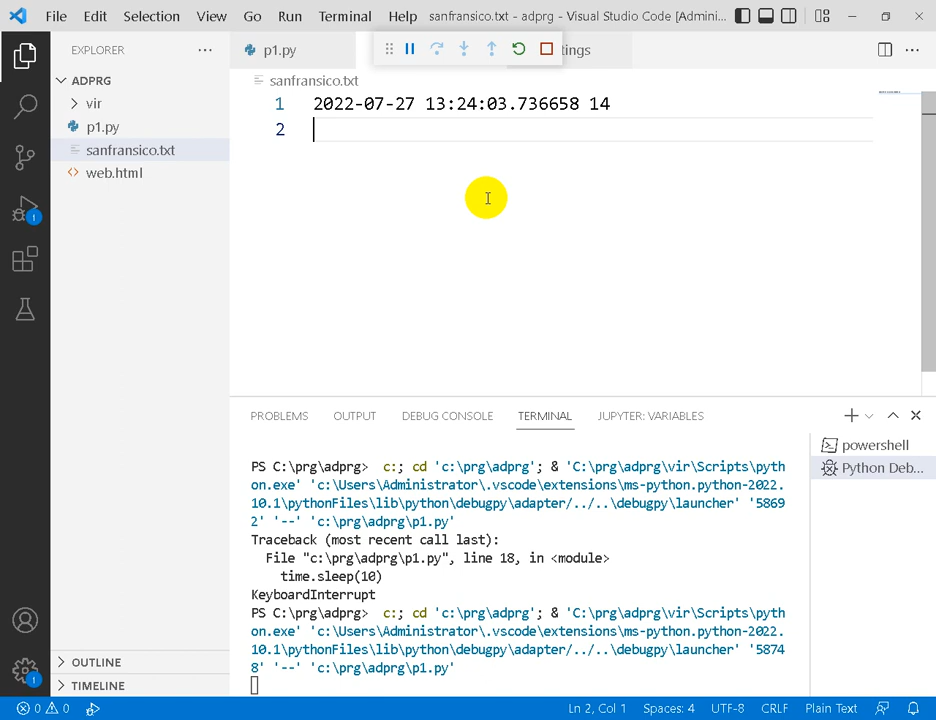 File Edit Selection View Go Run Terminal Help sanfransico.txt - adprg - Visual Studio Code [Admini...
EXPLORER
p1.py
tings
ADPRG
sanfransico.txt
vir
1 2022-07-27 13:24:03.736658 14
p1.py
2
sanfransico.txt
web.html
1
PROBLEMS OUTPUT DEBUG CONSOLE TERMINAL JUPYTER: VARIABLES
powershell
Python Deb...
PS C:\prg\adprg> c:; cd 'c:\prg\adprg'; & 'C:\prg\adprg\vir\Scripts\pyth
on.exe' 'c:\Users\Administrator\.vscode\extensions\ms-python.python-2022.
10.1\pythonFiles\lib\python\debugpy\adapter/../..\debugpy\launcher' '5869
2' '--' 'c:\prg\adprg\p1.py'
Traceback (most recent call last):
File "c:\prg\adprg\p1.py", line 18, in <module>
time.sleep(10)
KeyboardInterrupt
PS C:\prg\adprg> c:; cd 'c:\prg\adprg'; & 'C:\prg\adprg\vir\Scripts\pyth
on.exe' 'c:\Users\Administrator\.vscode\extensions\ms-python.python-2022.
10.1\pythonFiles\lib\python\debugpy\adapter/../..\debugpy\launcher' '5874
8' '--' 'c:\prg\adprg\p1.py'
OUTLINE
TIMELINE
1
0 0 Ln 2, Col 1 Spaces: 4 UTF-8 CRLF Plain Text